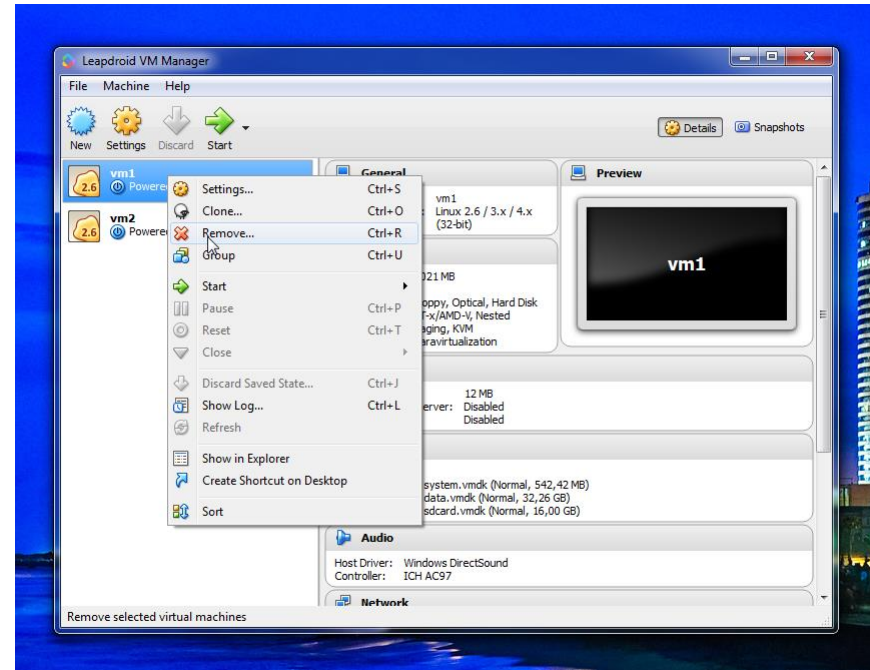 Leapdroid VM Manager
File Machine Help
New Settings Discard Start
Details Snapshots
vm1
2.6 Powere
vm2
2.6 Powere
Settings... Ctrl+S
Clone... Ctrl+O
Remove... Ctrl+R
Group Ctrl+U
Start
Pause Ctrl+P
Reset Ctrl+T
Close
Discard Saved State... Ctrl+J
Show Log... Ctrl+L
Refresh
Show in Explorer
Create Shortcut on Desktop
Sort
General
vm1
: Linux 2.6 / 3.x / 4.x
(32-bit)
021 MB
oppy, Optical, Hard Disk
T-x/AMD-V, Nested
aging, KVM
aravirtualization
12 MB
erver: Disabled
Disabled
system.vmdk (Normal, 542,42 MB)
data.vmdk (Normal, 32,26 GB)
sdcard.vmdk (Normal, 16,00 GB)
Audio
Host Driver: Windows DirectSound
Controller: ICH AC97
Network
Preview
vm1
Remove selected virtual machines